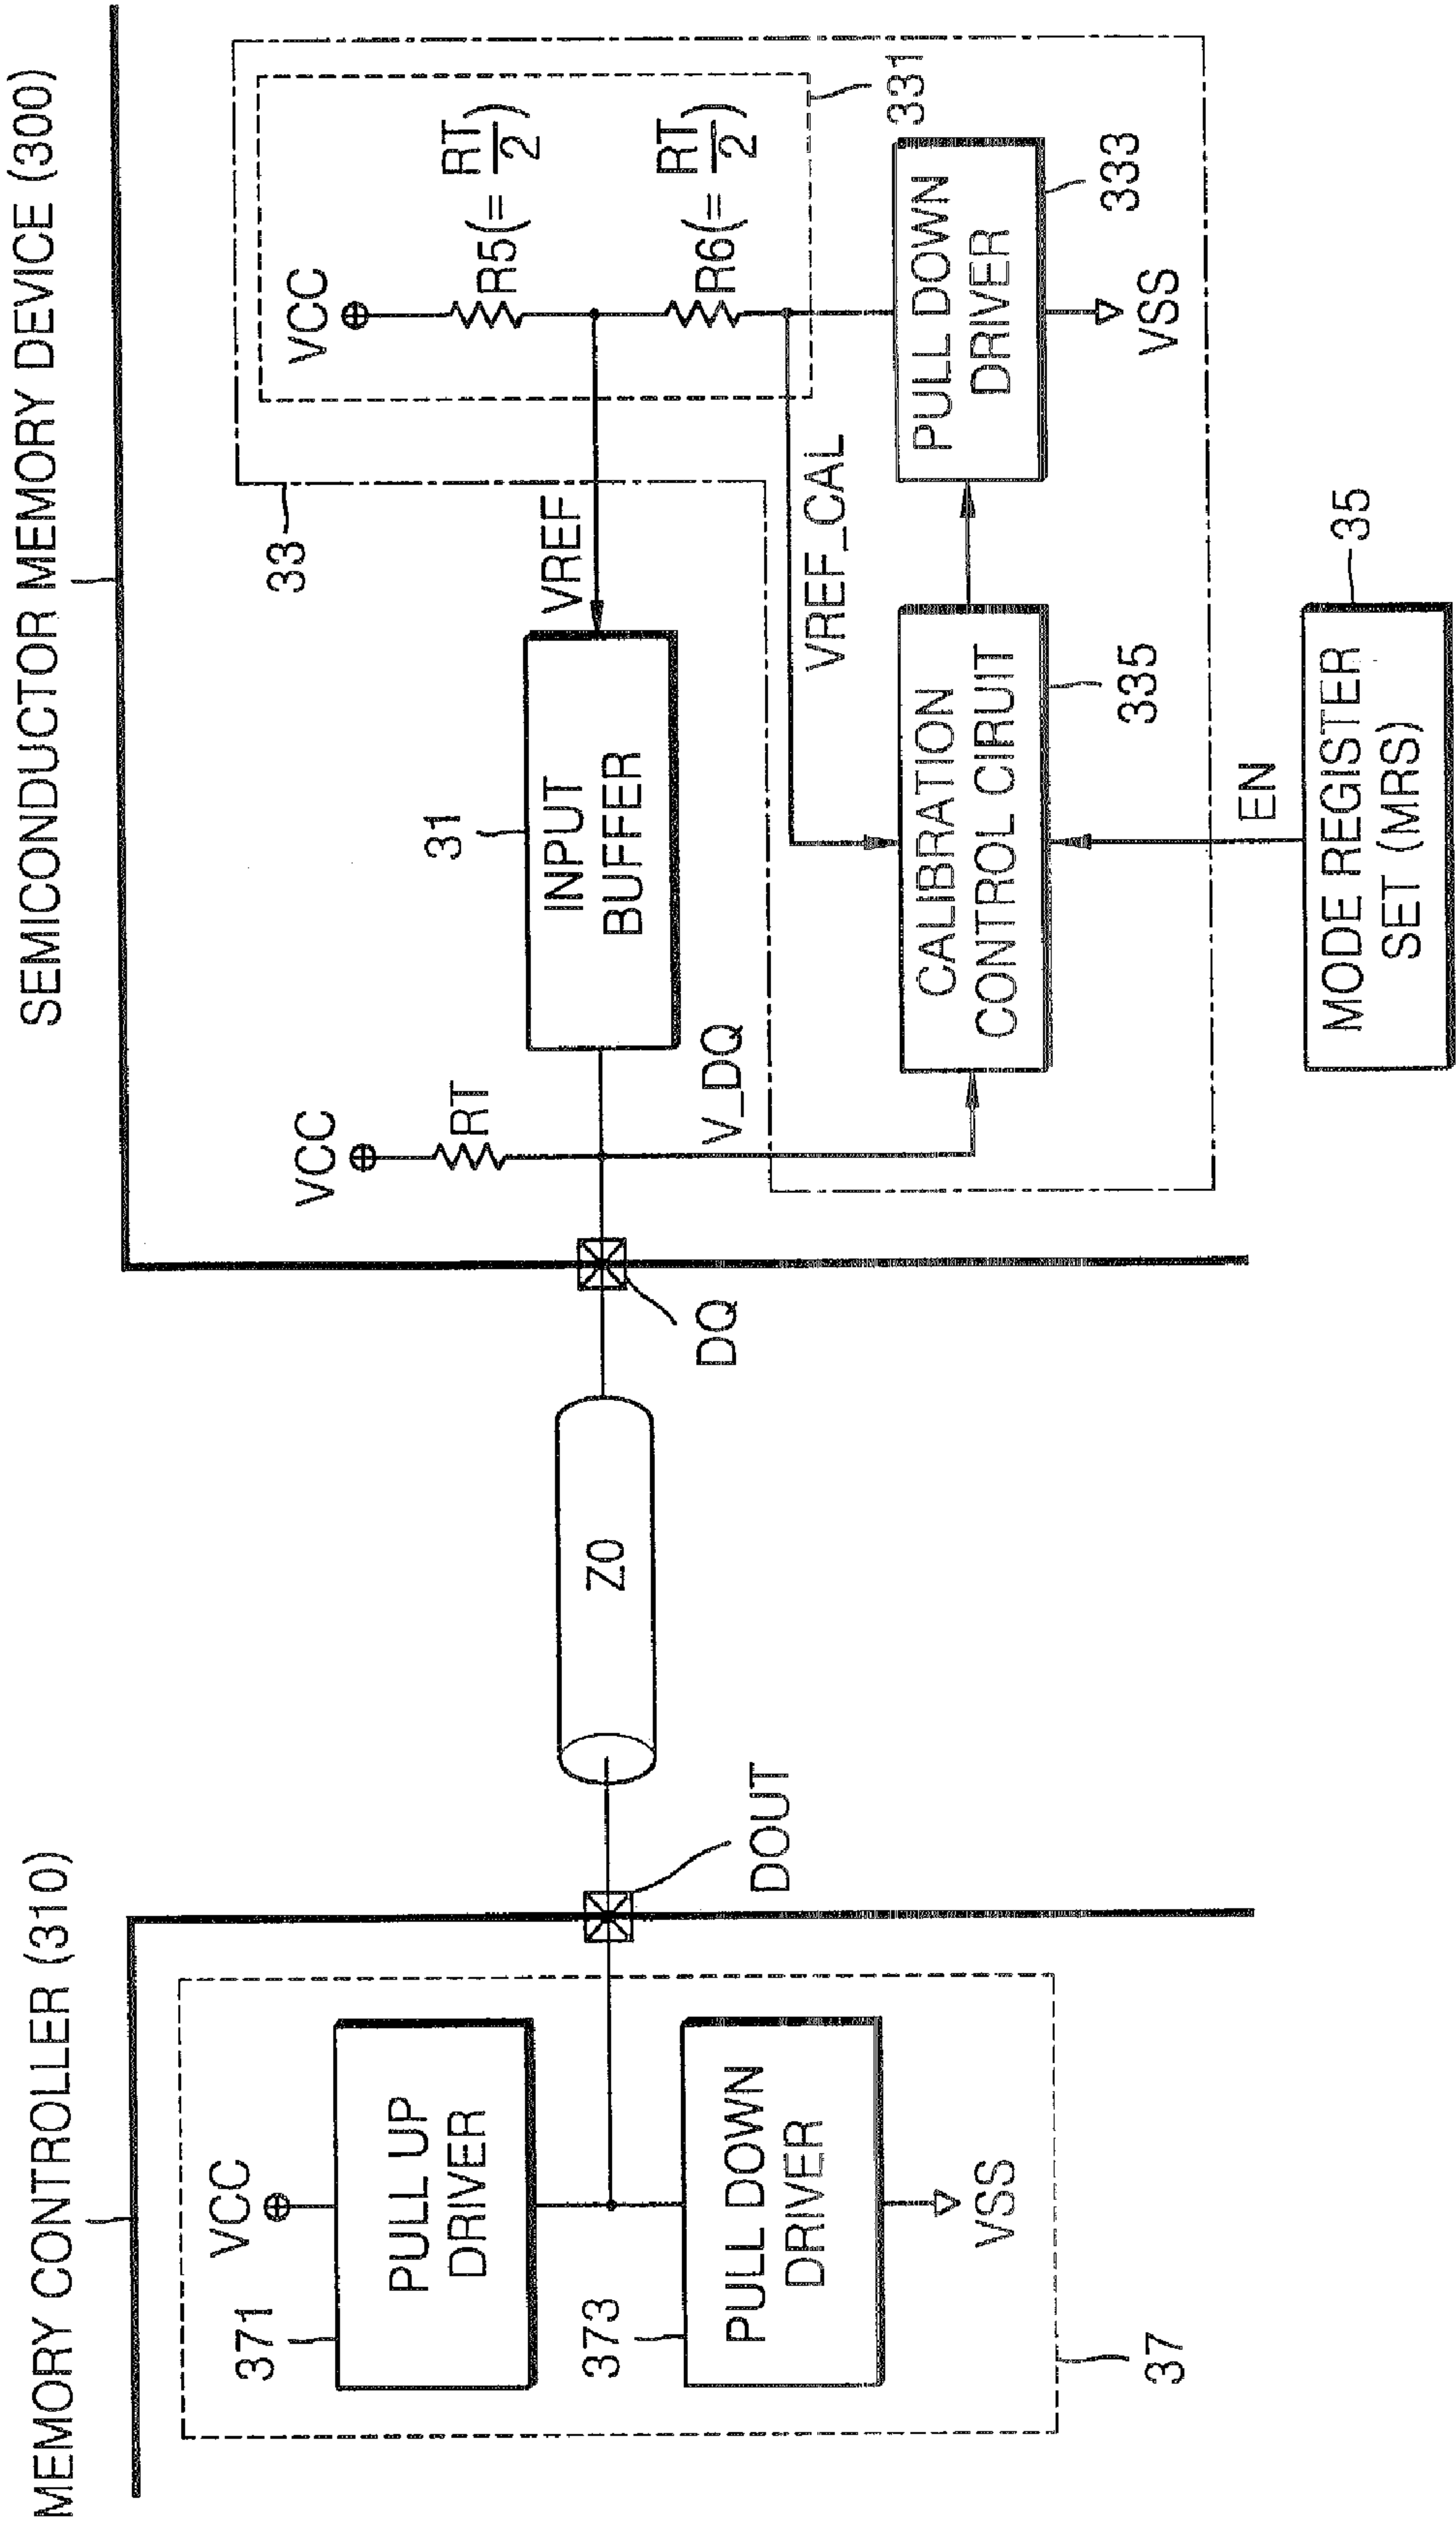 MEMORY CONTROLLER (310)
SEMICONDUCTOR MEMORY DEVICE (300)
VCC
371
PULL UP
DRIVER
373
PULL DOWN
DRIVER
VSS
37
DOUT
Z0
DQ
VCC
RT
V_DQ
31
INPUT
BUFFER
VREF
33
VCC
R5(= RT/2)
R6(= RT/2)
331
VREF_CAL
CALIBRATION
CONTROL CIRUIT
335
PULL DOWN
DRIVER
333
VSS
EN
MODE REGISTER
SET (MRS)
35